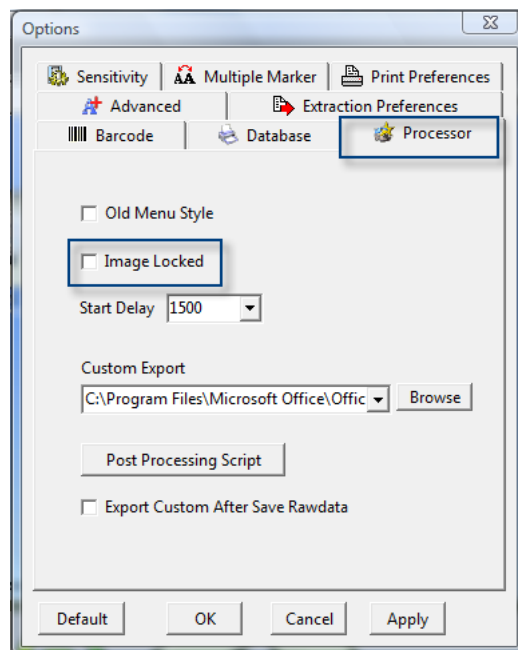 Options
Sensitivity Multiple Marker Print Preferences
Advanced Extraction Preferences
Barcode Database Processor
Old Menu Style
Image Locked
Start Delay 1500
Custom Export
C:\Program Files\Microsoft Office\Offic Browse
Post Processing Script
Export Custom After Save Rawdata
Default OK Cancel Apply